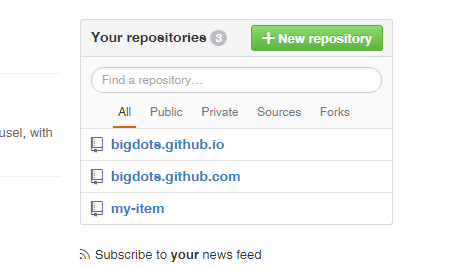 Your repositories 3
+ New repository
Find a repository...
All Public Private Sources Forks
usel, with
bigdots.github.io
bigdots.github.com
my-item
Subscribe to your news feed